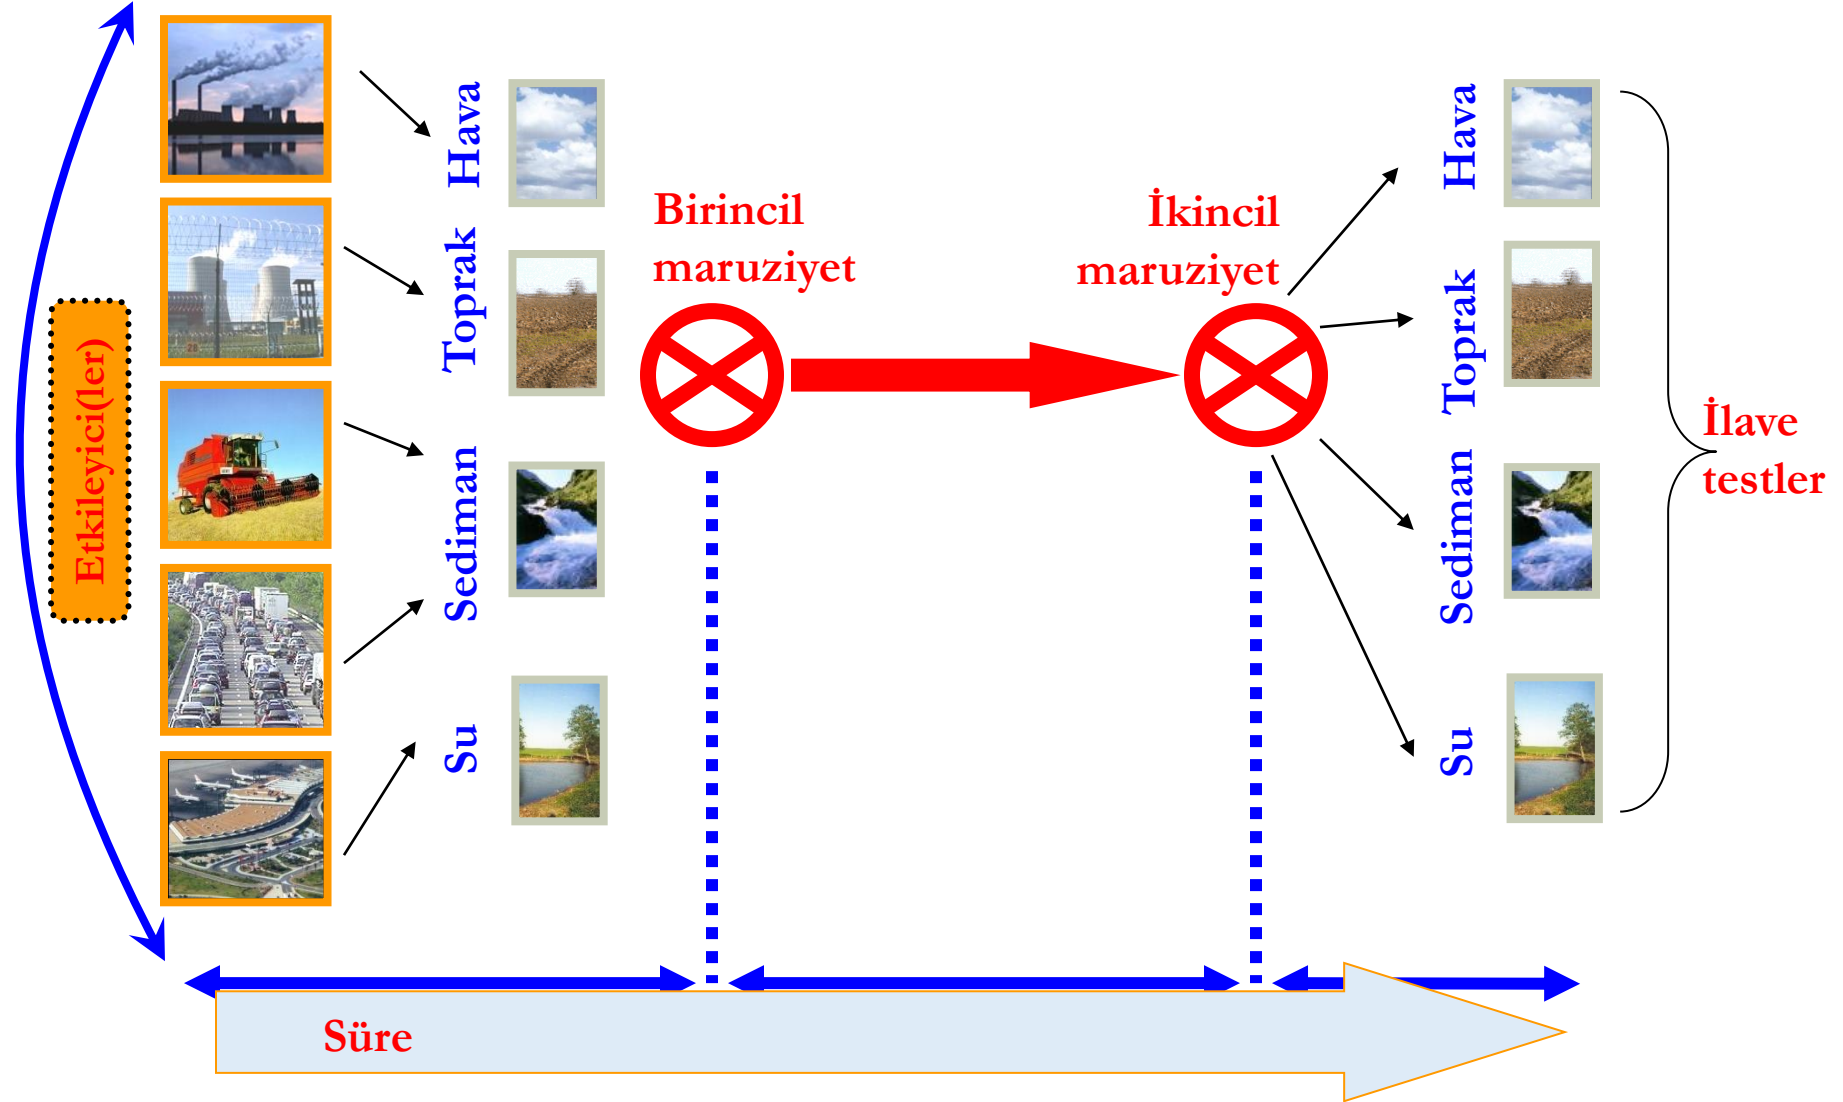 Etkileyici(ler)
Hava
Toprak
Sediman
Su
Birincil
maruziyet
İkincil
maruziyet
Hava
Toprak
Sediman
Su
İlave
testler
Süre